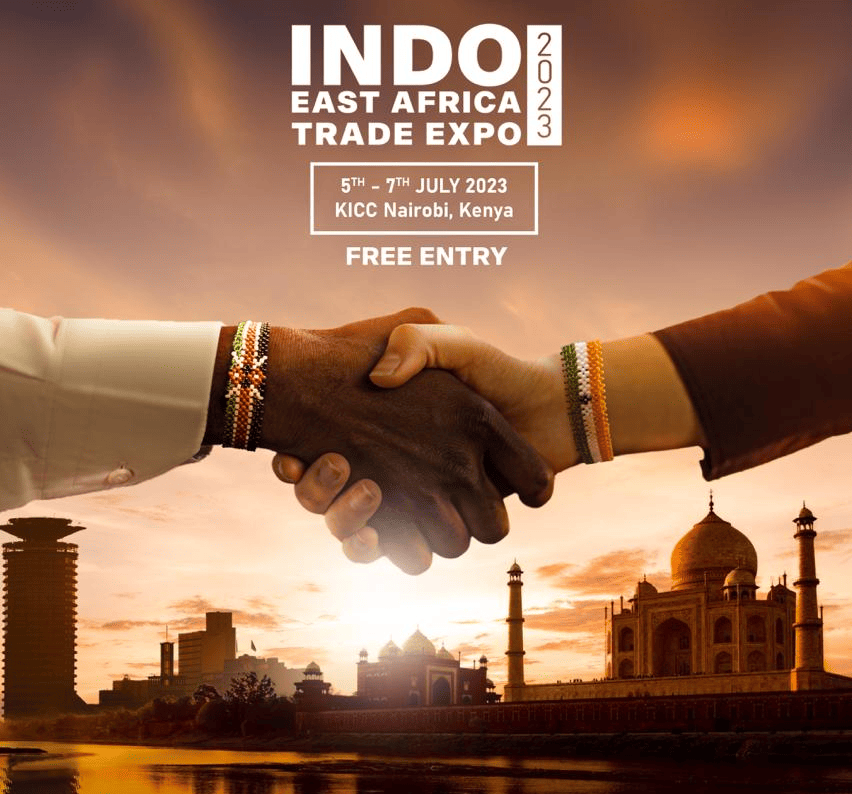 INDO
EAST AFRICA
TRADE EXPO
2023
5TH - 7TH JULY 2023
KICC Nairobi, Kenya
FREE ENTRY